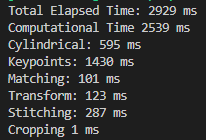 Total Elapsed Time: 2929 ms
Computational Time 2539 ms
Cylindrical: 595 ms
Keypoints: 1430 ms
Matching: 101 ms
Transform: 123 ms
Stitching: 287 ms
Cropping 1 ms